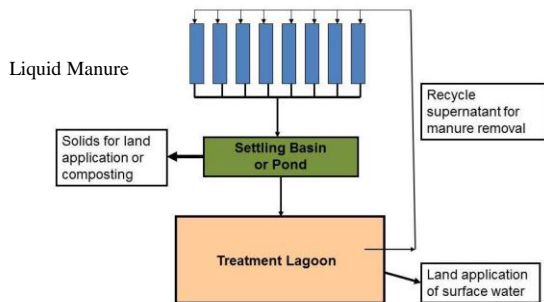 Liquid Manure
Recycle
supernatant for
manure removal
Solids for land
application or
composting
Settling Basin
or Pond
Treatment Lagoon
Land application
of surface water